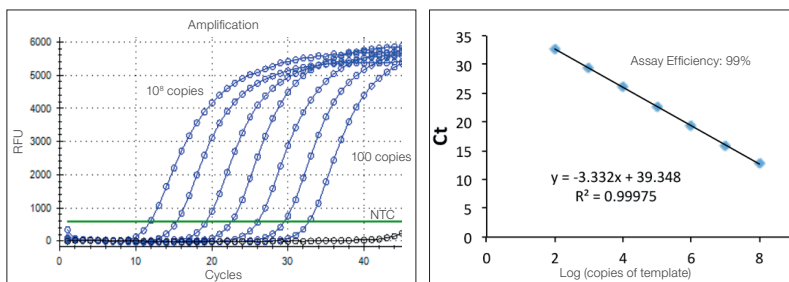 Amplification
6000
5000
4000
3000
2000
1000
0
RFU
10⁸ copies
100 copies
NTC
0
10
20
30
40
Cycles
35
30
25
20
15
10
5
0
Ct
Assay Efficiency: 99%
y = -3.332x + 39.348
R² = 0.99975
0
2
4
6
8
Log (copies of template)